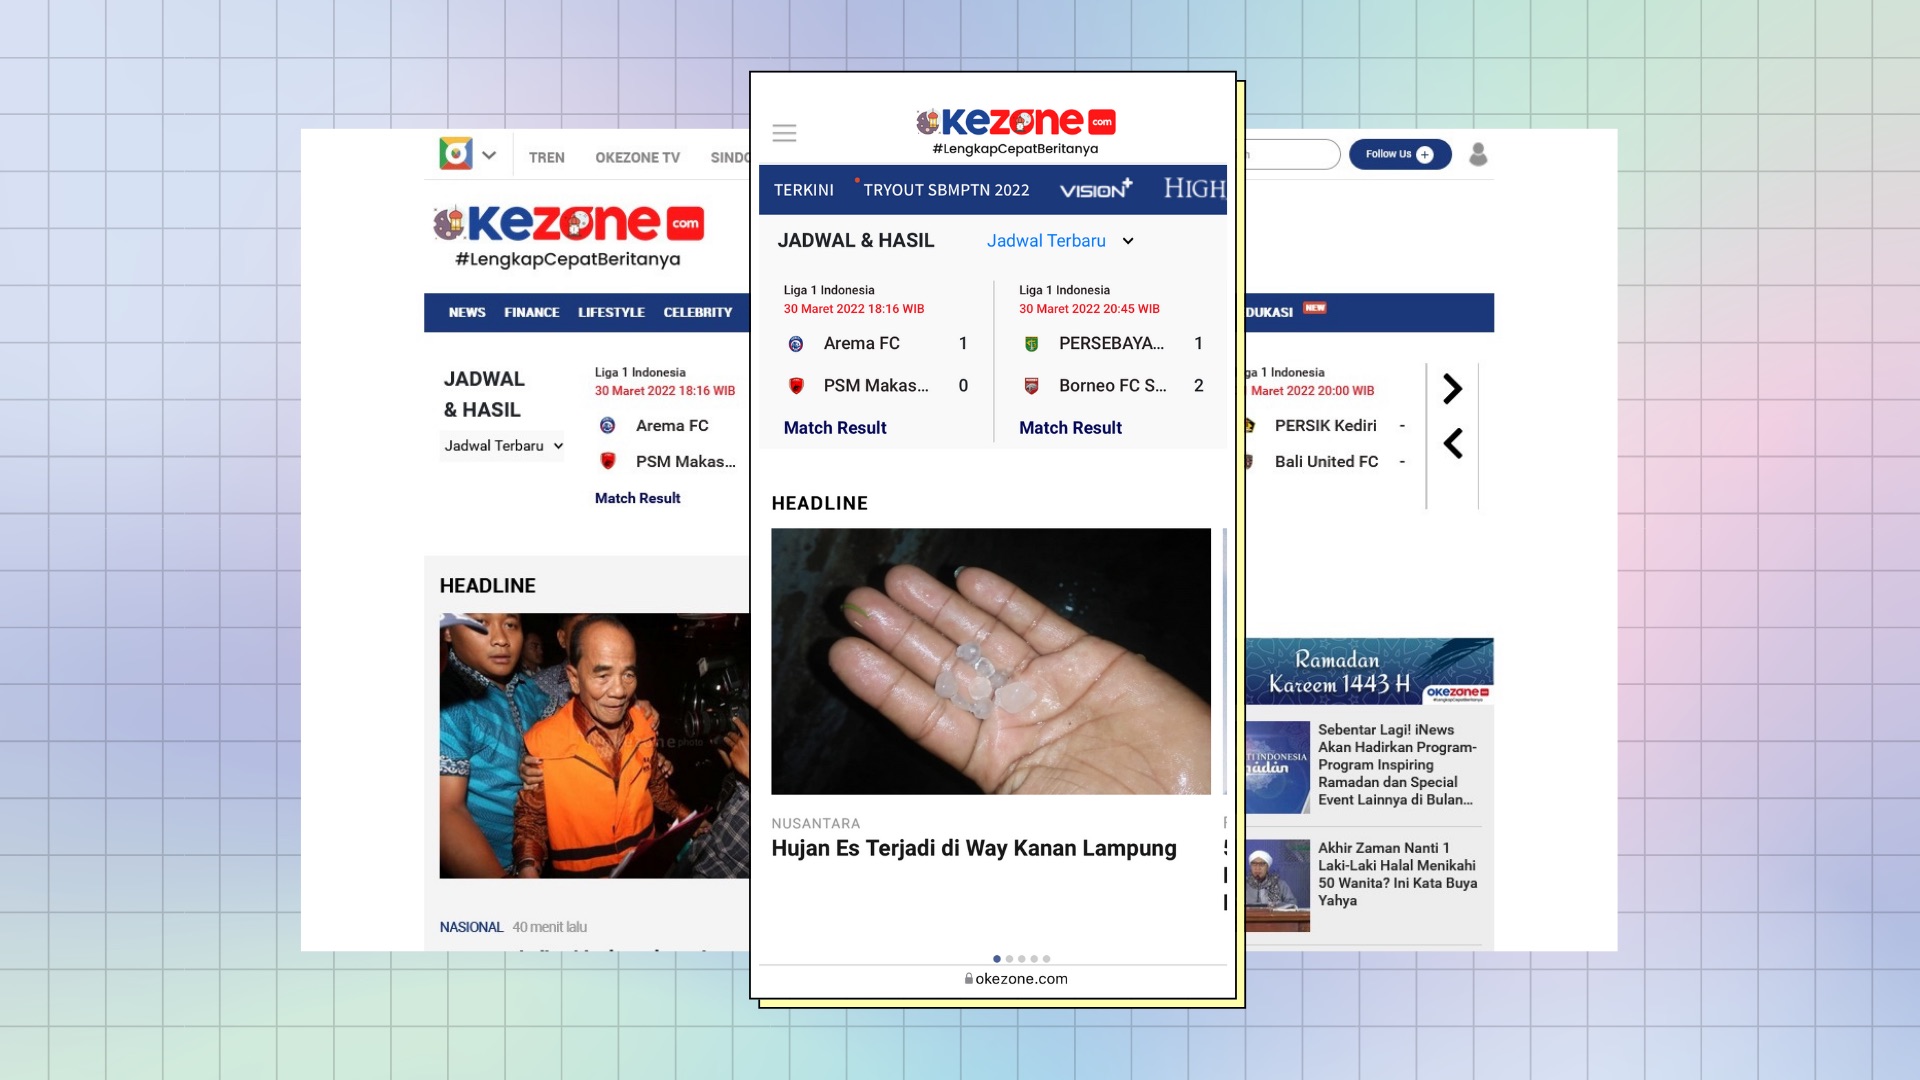 TREN OKEZONE TV SINDO
Follow Us
okezone com
#LengkapCepatBeritanya
NEWS FINANCE LIFESTYLE CELEBRITY
DUKASI NEW
JADWAL
& HASIL
Jadwal Terbaru
Liga 1 Indonesia
30 Maret 2022 18:16 WIB
Arema FC
PSM Makas...
Match Result
HEADLINE
NASIONAL 40 menit lalu
okezone com
#LengkapCepatBeritanya
TERKINI TRYOUT SBMPTN 2022 VISION+ HIGH
JADWAL & HASIL Jadwal Terbaru
Liga 1 Indonesia
30 Maret 2022 18:16 WIB
Arema FC 1
PSM Makas... 0
Match Result
Liga 1 Indonesia
30 Maret 2022 20:45 WIB
PERSEBAYA... 1
Borneo FC S... 2
Match Result
HEADLINE
NUSANTARA
Hujan Es Terjadi di Way Kanan Lampung
okezone.com
ga 1 Indonesia
Maret 2022 20:00 WIB
PERSIK Kediri -
Bali United FC -
Ramadan
Kareem 1443 H
okezone com
#LengkapCepatBeritanya
TI INDONESIA
adan
Sebentar Lagi! iNews
Akan Hadirkan Program-
Program Inspiring
Ramadan dan Special
Event Lainnya di Bulan...
Akhir Zaman Nanti 1
Laki-Laki Halal Menikahi
50 Wanita? Ini Kata Buya
Yahya